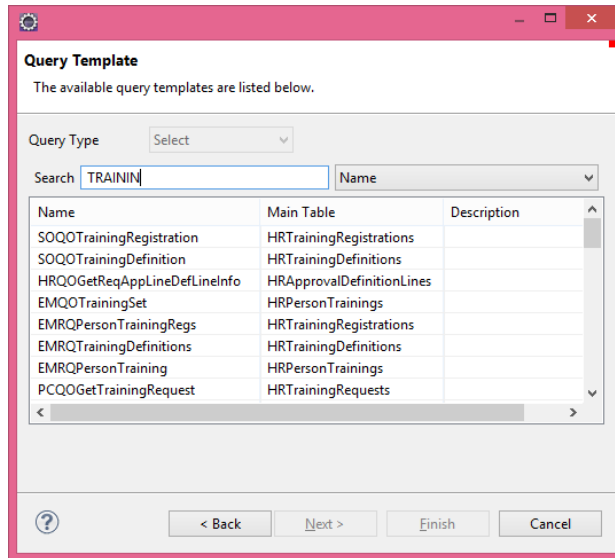 Query Template
The available query templates are listed below.
Query Type Select
Search TRAININ Name
Name Main Table Description
SOQOTrainingRegistration HRTrainingRegistrations
SOQOTrainingDefinition HRTrainingDefinitions
HRQOGetReqAppLineDefLineInfo HRApprovalDefinitionLines
EMQOTrainingSet HRPersonTrainings
EMRQPersonTrainingRegs HRTrainingRegistrations
EMRQTrainingDefinitions HRTrainingDefinitions
EMRQPersonTraining HRPersonTrainings
PCQOGetTrainingRequest HRTrainingRequests
? < Back Next > Finish Cancel